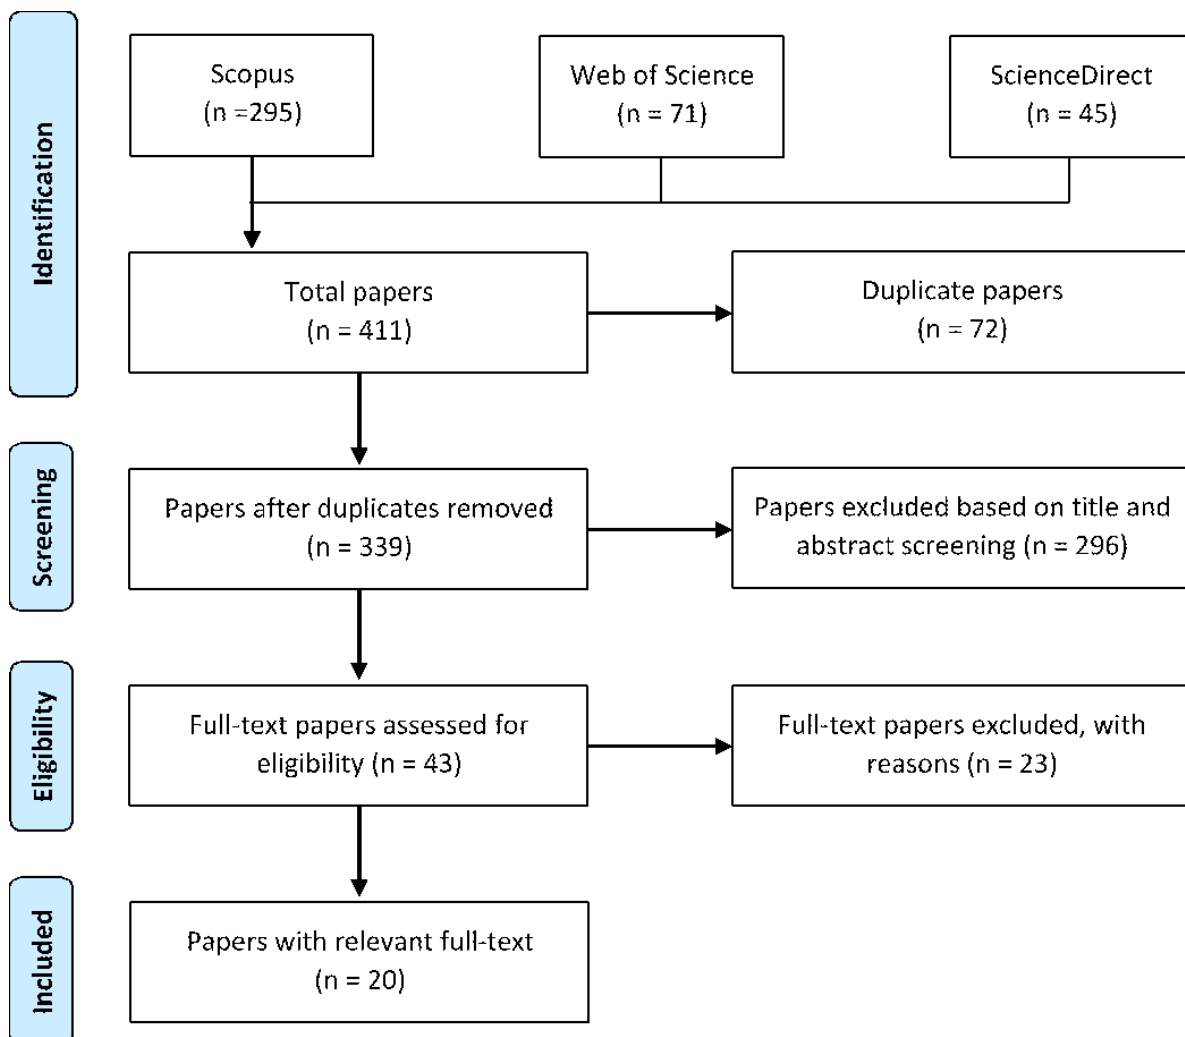 Identification
Scopus
(n =295)
Web of Science
(n = 71)
ScienceDirect
(n = 45)
Total papers
(n = 411)
Duplicate papers
(n = 72)
Screening
Papers after duplicates removed
(n = 339)
Papers excluded based on title and
abstract screening (n = 296)
Eligibility
Full-text papers assessed for
eligibility (n = 43)
Full-text papers excluded, with
reasons (n = 23)
Included
Papers with relevant full-text
(n = 20)